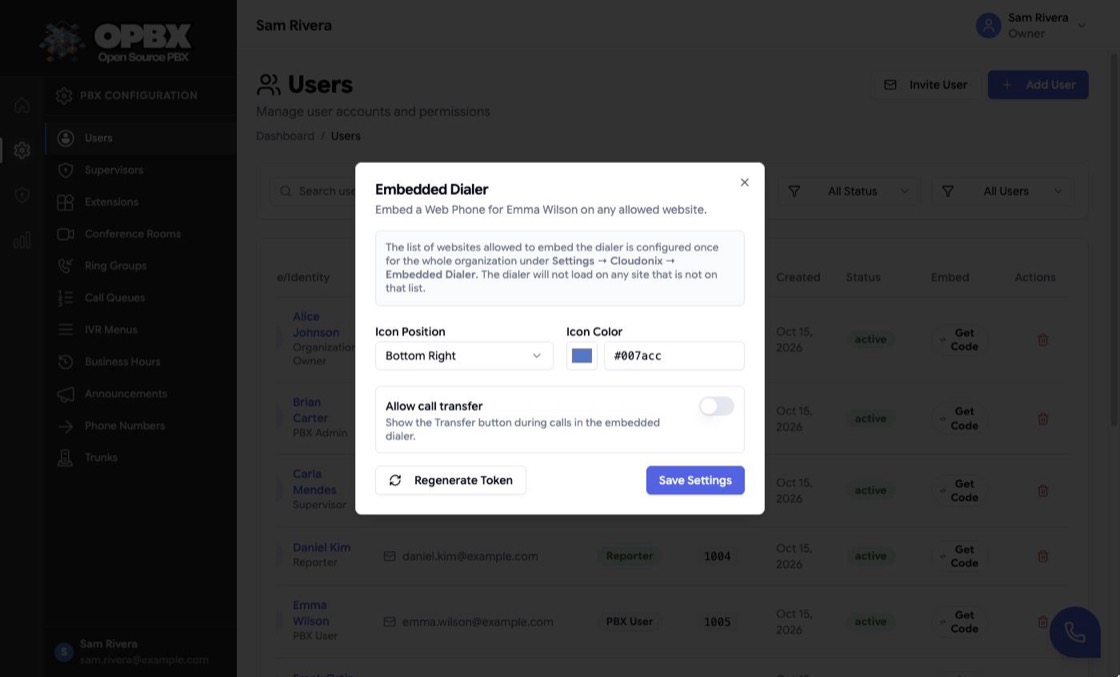 OPBX
Open Source PBX
PBX CONFIGURATION
Users
Supervisors
Extensions
Conference Rooms
Ring Groups
Call Queues
IVR Menus
Business Hours
Announcements
Phone Numbers
Trunks
S
Sam Rivera
sam.rivera@example.com
Sam Rivera
Sam Rivera
Owner
Users
Manage user accounts and permissions
Dashboard / Users
Invite User
Add User
Search use
All Status
All Users
e/Identity
Created
Status
Embed
Actions
Alice
Johnson
Organization
Owner
Oct 15,
2026
active
Get
Code
Brian
Carter
PBX Admin
Oct 15,
2026
active
Get
Code
Carla
Mendes
Supervisor
Oct 15,
2026
active
Get
Code
Daniel Kim
Reporter
daniel.kim@example.com
Reporter
1004
Oct 15,
2026
active
Get
Code
Emma
Wilson
PBX User
emma.wilson@example.com
PBX User
1005
Oct 15,
2026
active
Get
Code
Embedded Dialer
Embed a Web Phone for Emma Wilson on any allowed website.
The list of websites allowed to embed the dialer is configured once
for the whole organization under Settings → Cloudonix →
Embedded Dialer. The dialer will not load on any site that is not on
that list.
Icon Position
Bottom Right
Icon Color
#007acc
Allow call transfer
Show the Transfer button during calls in the embedded
dialer.
Regenerate Token
Save Settings